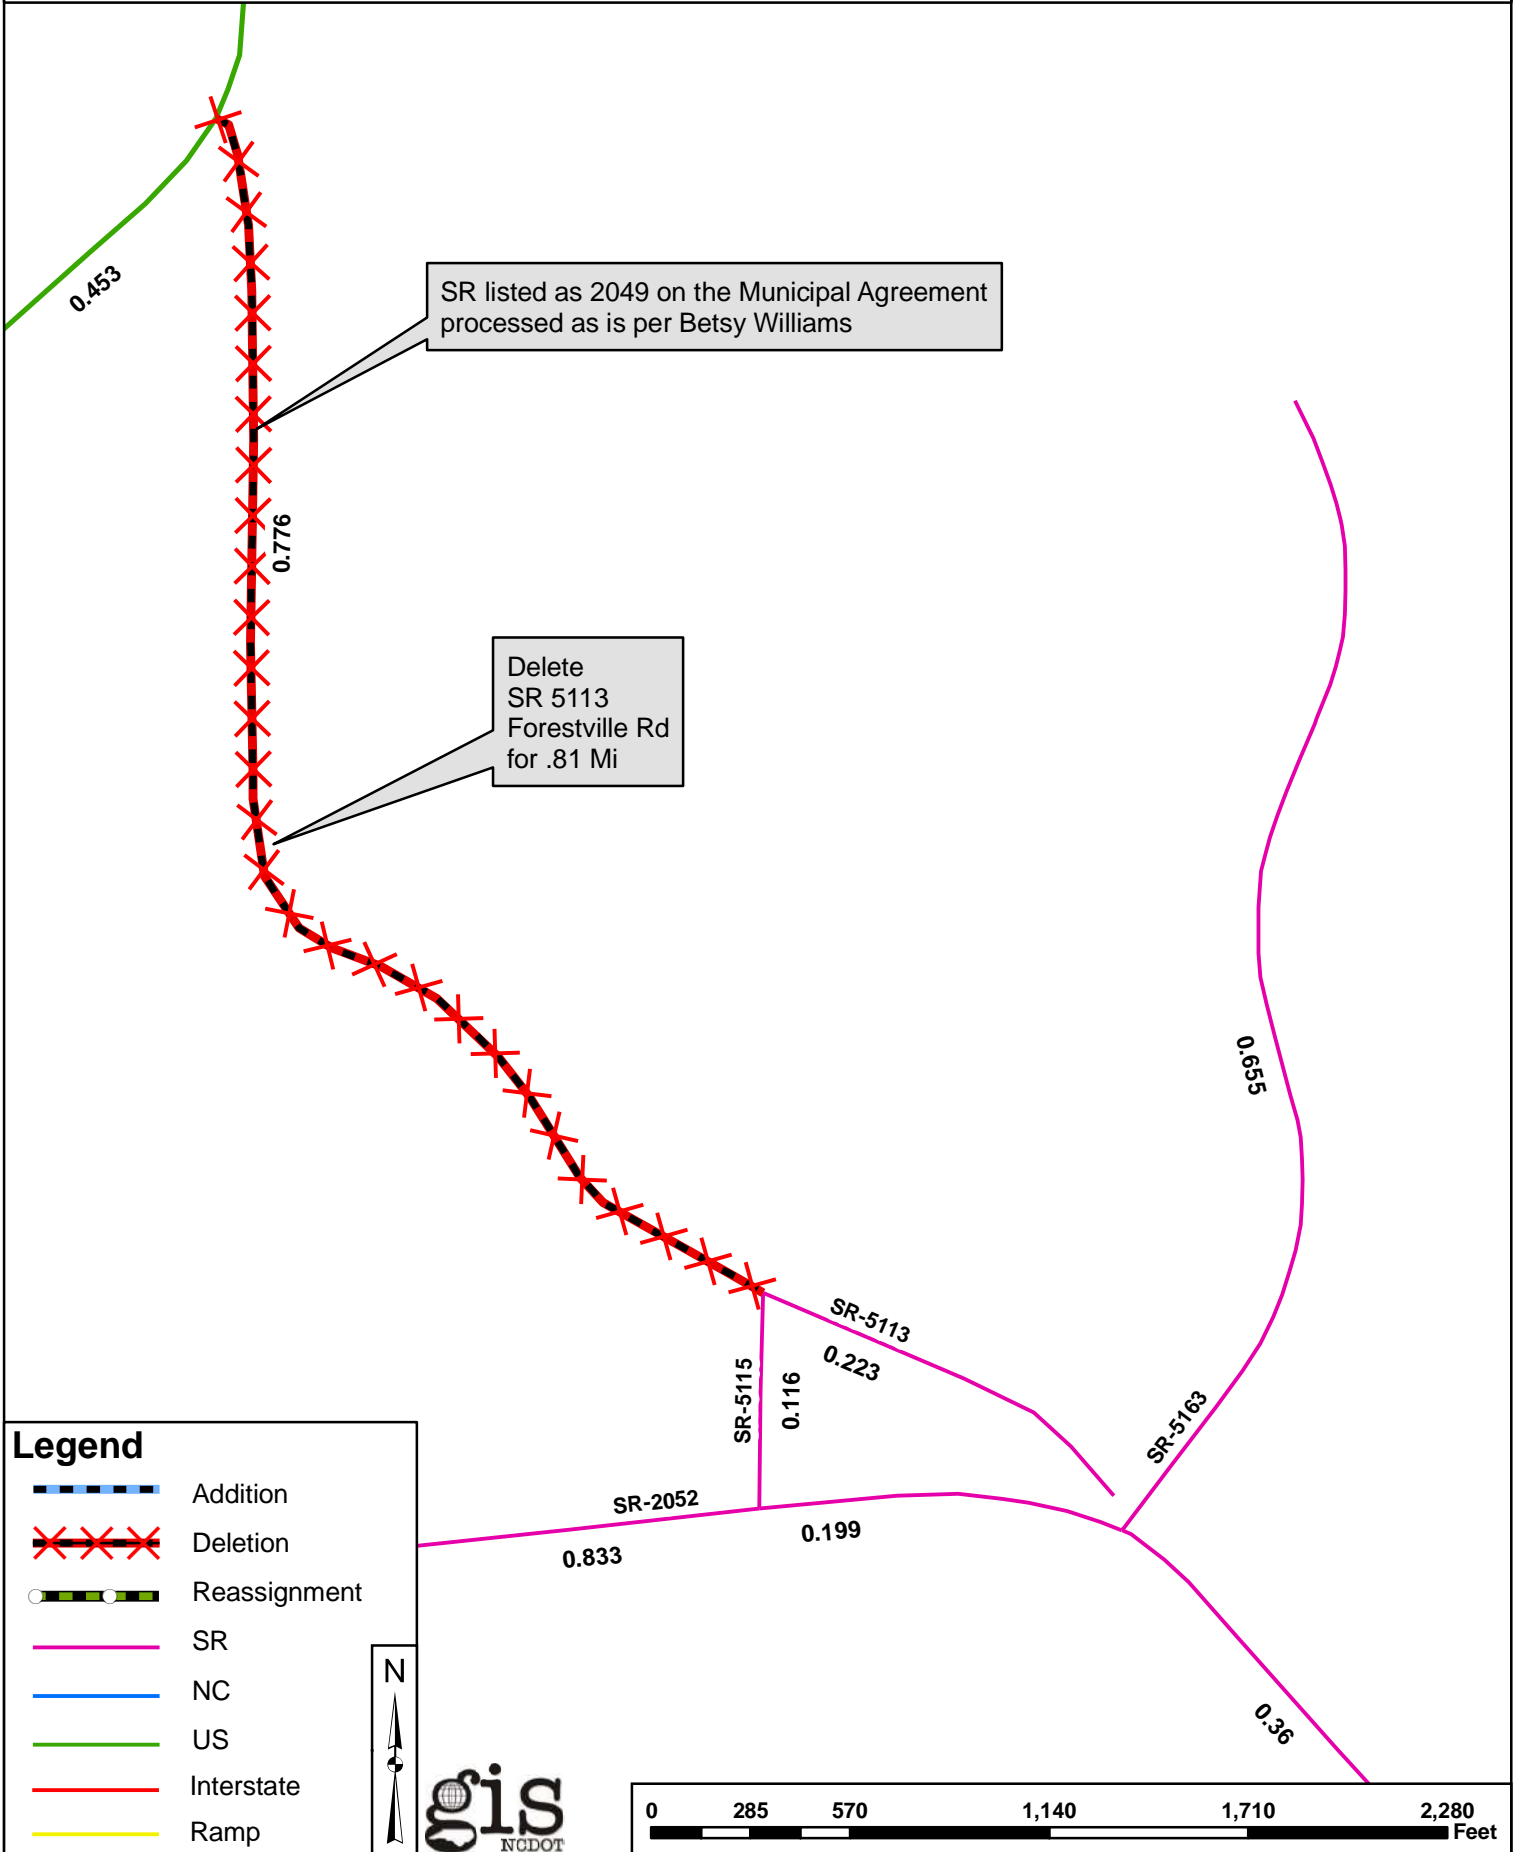 0.453
SR listed as 2049 on the Municipal Agreement
processed as is per Betsy Williams
0.776
Delete
SR 5113
Forestville Rd
for .81 Mi
0.655
SR-5113
0.223
SR-5115
0.116
SR-5163
SR-2052
0.833
0.199
0.36
Legend
Addition
Deletion
Reassignment
SR
NC
US
Interstate
Ramp
N
gis
NCDOT
0 285 570 1,140 1,710 2,280
Feet